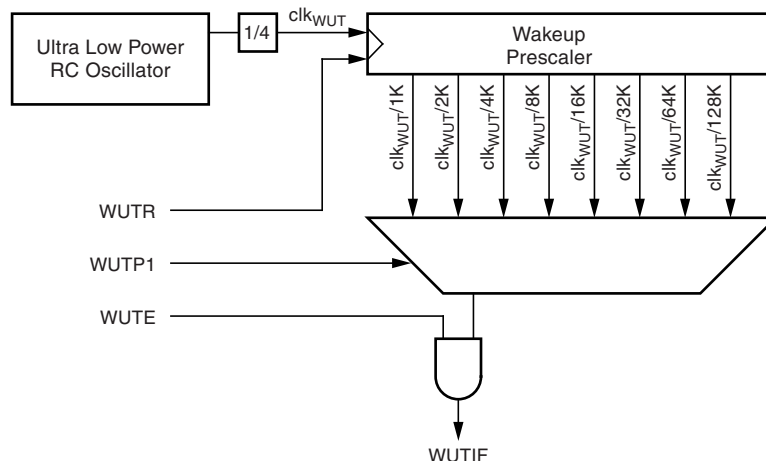 Ultra Low Power
RC Oscillator
1/4
clkWUT
Wakeup
Prescaler
clkWUT/1K
clkWUT/2K
clkWUT/4K
clkWUT/8K
clkWUT/16K
clkWUT/32K
clkWUT/64K
clkWUT/128K
WUTR
WUTP1
WUTE
WUTIF